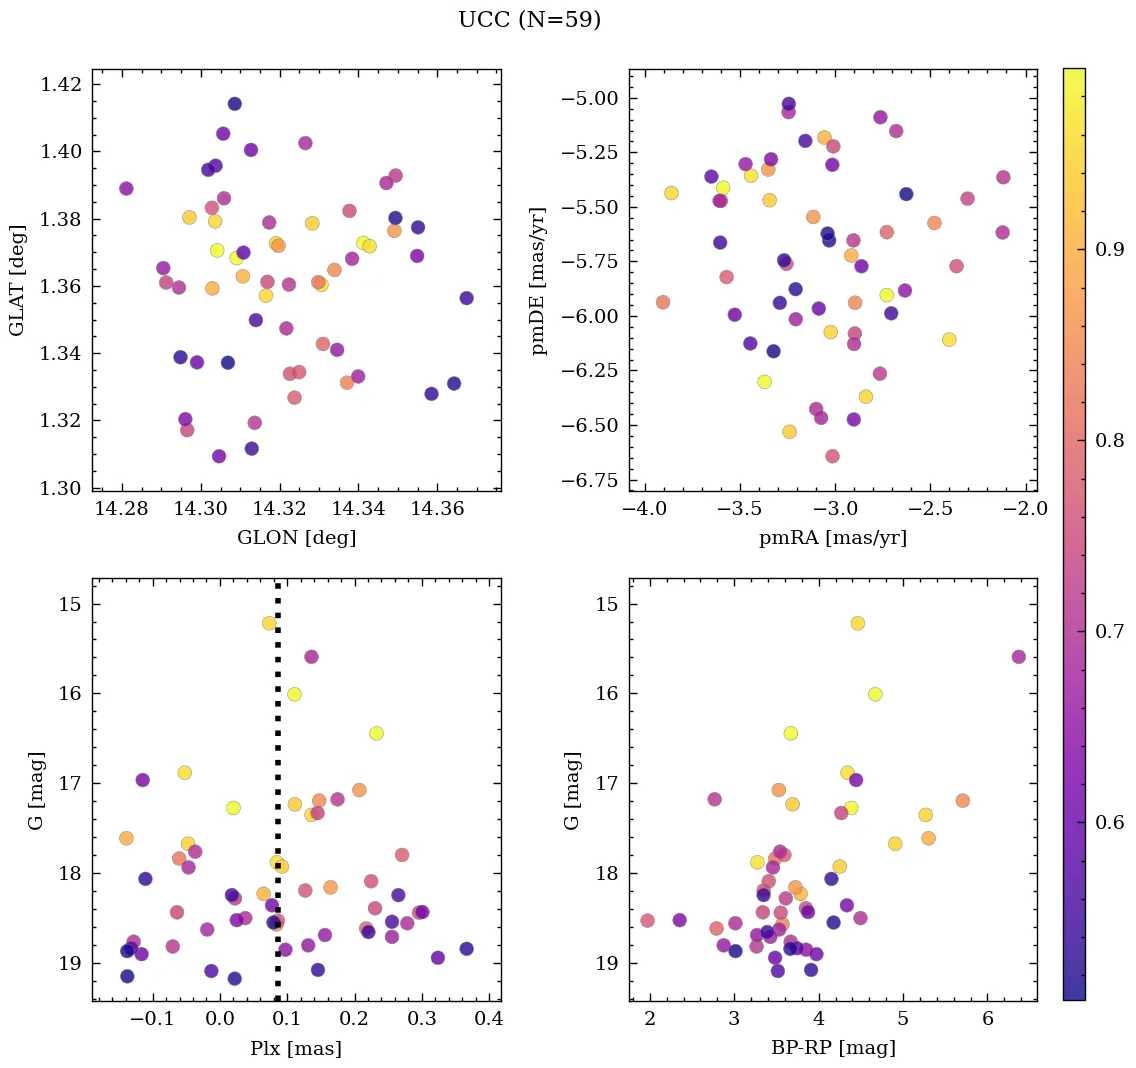 UCC (N=59)
1.42
1.40
1.38
1.36
1.34
1.32
1.30
GLAT [deg]
14.28 14.30 14.32 14.34 14.36
GLON [deg]
−5.00
−5.25
−5.50
−5.75
−6.00
−6.25
−6.50
−6.75
pmDE [mas/yr]
−4.0 −3.5 −3.0 −2.5 −2.0
pmRA [mas/yr]
15
16
17
18
19
G [mag]
−0.1 0.0 0.1 0.2 0.3 0.4
Plx [mas]
15
16
17
18
19
G [mag]
2 3 4 5 6
BP-RP [mag]
0.9
0.8
0.7
0.6